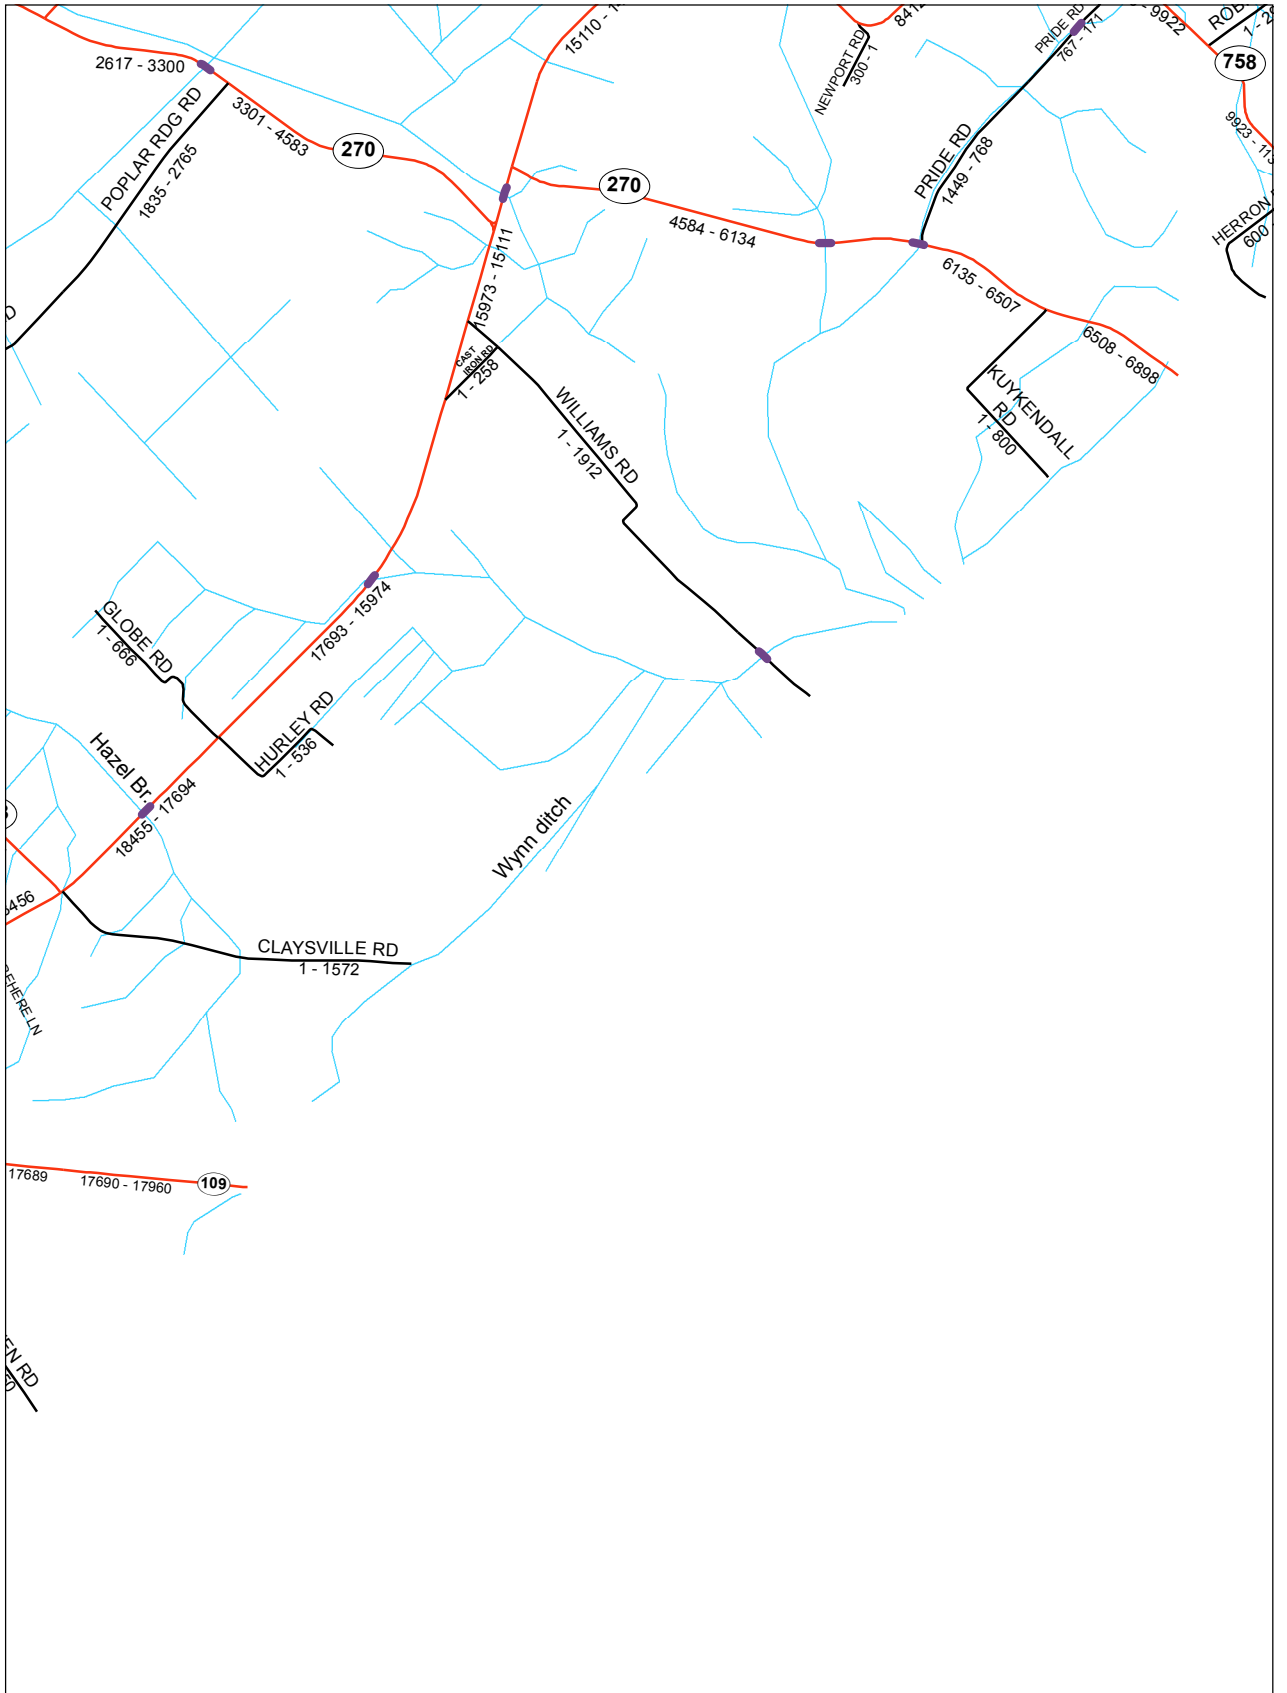 2617 - 3300
POPLAR RDG RD
1835 - 2765
3301 - 4583
270
15110 -
15973 - 15111
270
4584 - 6134
NEWPORT RD
300 - 1
PRIDE RD
767 - 171
PRIDE RD
1449 - 768
- 9922
758
9923 -
HERRON
600
6135 - 6507
6508 - 6898
KUYKENDALL
RD
1 - 800
CAST
IRON RD
1 - 258
WILLIAMS RD
1 - 1912
17693 - 15974
GLOBE RD
1 - 666
HURLEY RD
1 - 536
Hazel Br.
18455 - 17694
Wynn ditch
CLAYSVILLE RD
1 - 1572
17689
17690 - 17960
109